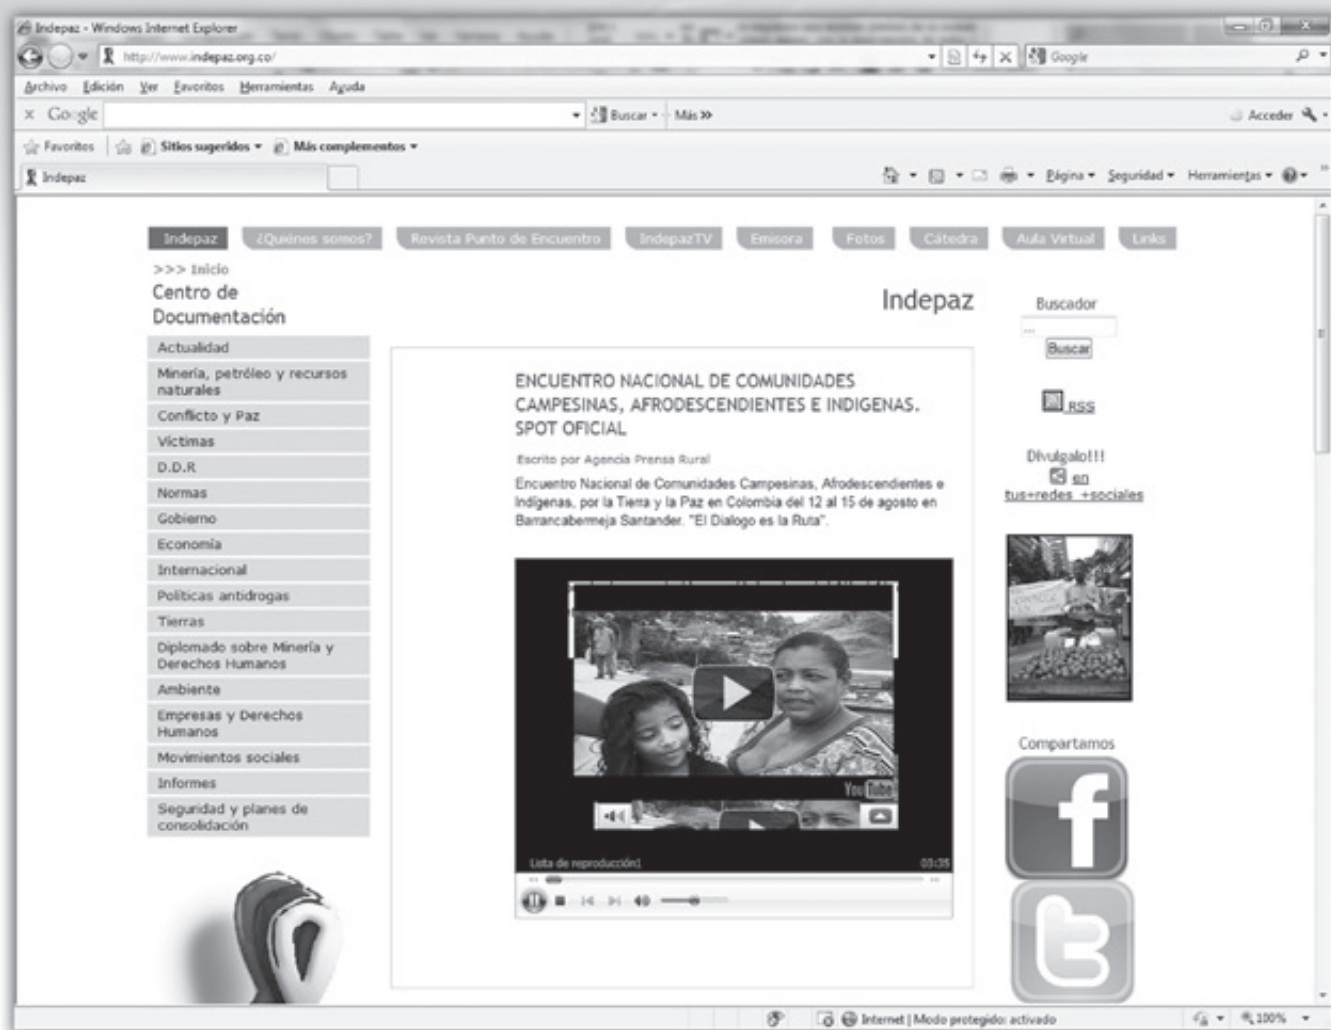 Indepaz - Windows Internet Explorer
http://www.indepaz.org.co/
Google
Archivo Edición Ver Favoritos Herramientas Ayuda
x Google
Buscar
Más »
Acceder
Favoritos
Sitios sugeridos
Más complementos
Indepaz
Página Seguridad Herramientas
Indepaz ¿Quiénes somos? Revista Punto de Encuentro IndepazTV Emisora Fotos Cátedra Aula Virtual Links
>>> Inicio
Centro de
Documentación
Actualidad
Minería, petróleo y recursos
naturales
Conflicto y Paz
Víctimas
D.D.R
Normas
Gobierno
Economía
Internacional
Políticas antidrogas
Tierras
Diplomado sobre Minería y
Derechos Humanos
Ambiente
Empresas y Derechos
Humanos
Movimientos sociales
Informes
Seguridad y planes de
consolidación
Indepaz
ENCUENTRO NACIONAL DE COMUNIDADES
CAMPESINAS, AFRODESCENDIENTES E INDIGENAS.
SPOT OFICIAL
Escrito por Agencia Prensa Rural
Encuentro Nacional de Comunidades Campesinas, Afrodescendientes e
Indígenas, por la Tierra y la Paz en Colombia del 12 al 15 de agosto en
Barrancabermeja Santander. "El Dialogo es la Ruta".
YouTube
Lista de reproducción1
03:35
Buscador
...
Buscar
RSS
Divulgalo!!!
en
tus+redes +sociales
Compartamos
f
t
Internet | Modo protegido: activado
100%